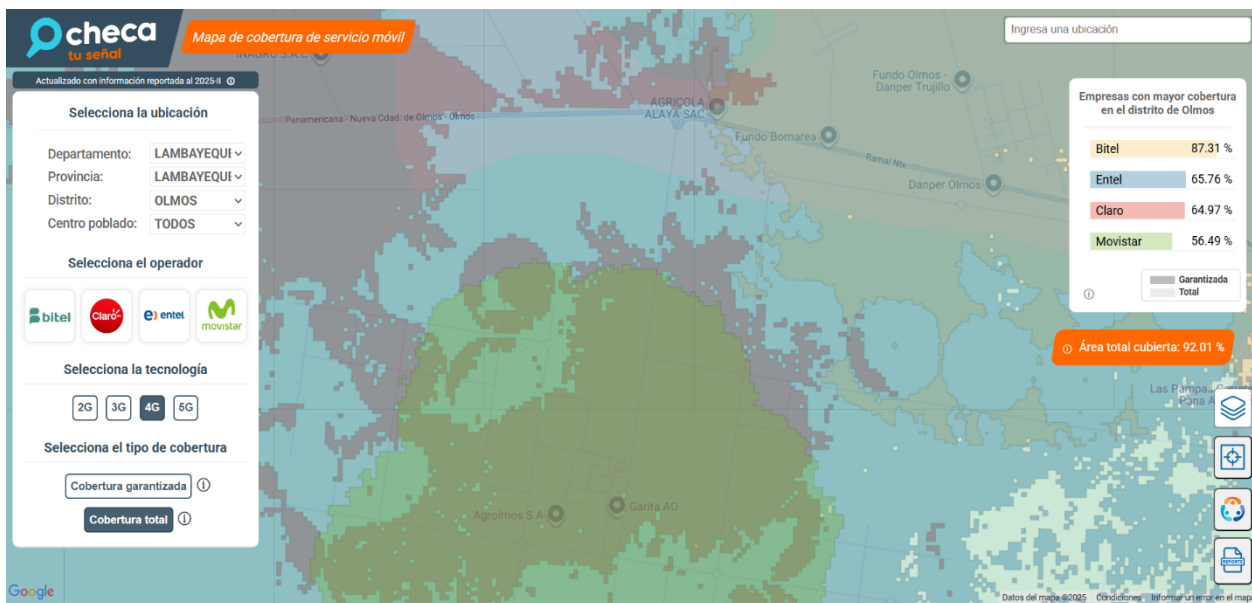 checa
tu señal
Mapa de cobertura de servicio móvil
Ingresa una ubicación
Actualizado con información reportada al 2025-II
Selecciona la ubicación
Departamento: LAMBAYEQUE
Provincia: LAMBAYEQUE
Distrito: OLMOS
Centro poblado: TODOS
Selecciona el operador
bitel
Claro
entel
movistar
Selecciona la tecnología
2G 3G 4G 5G
Selecciona el tipo de cobertura
Cobertura garantizada
Cobertura total
INAGRO S.A.C
Panamericana - Nueva Cdad. de Olmos - Olmos
AGRICOLA
ALAYA SAC
Fundo Olmos -
Danper Trujillo
Fundo Bomarea
Ramal Nte
Danper Olmos
Agrolmos S.A
Garita AO
Empresas con mayor cobertura
en el distrito de Olmos
Bitel 87.31 %
Entel 65.76 %
Claro 64.97 %
Movistar 56.49 %
Garantizada
Total
Área total cubierta: 92.01 %
Las Pampas
Pana
REPORTE
Google
Datos del mapa ©2025 Condiciones Informar un error en el mapa